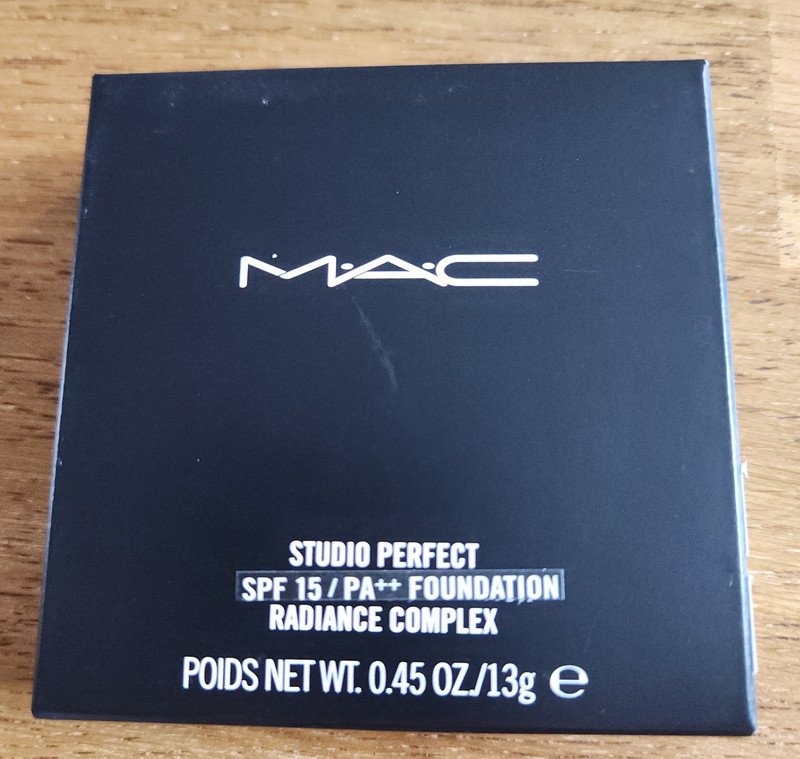 M·A·C
STUDIO PERFECT
SPF 15 / PA++ FOUNDATION
RADIANCE COMPLEX
POIDS NET WT. 0.45 OZ./13g e